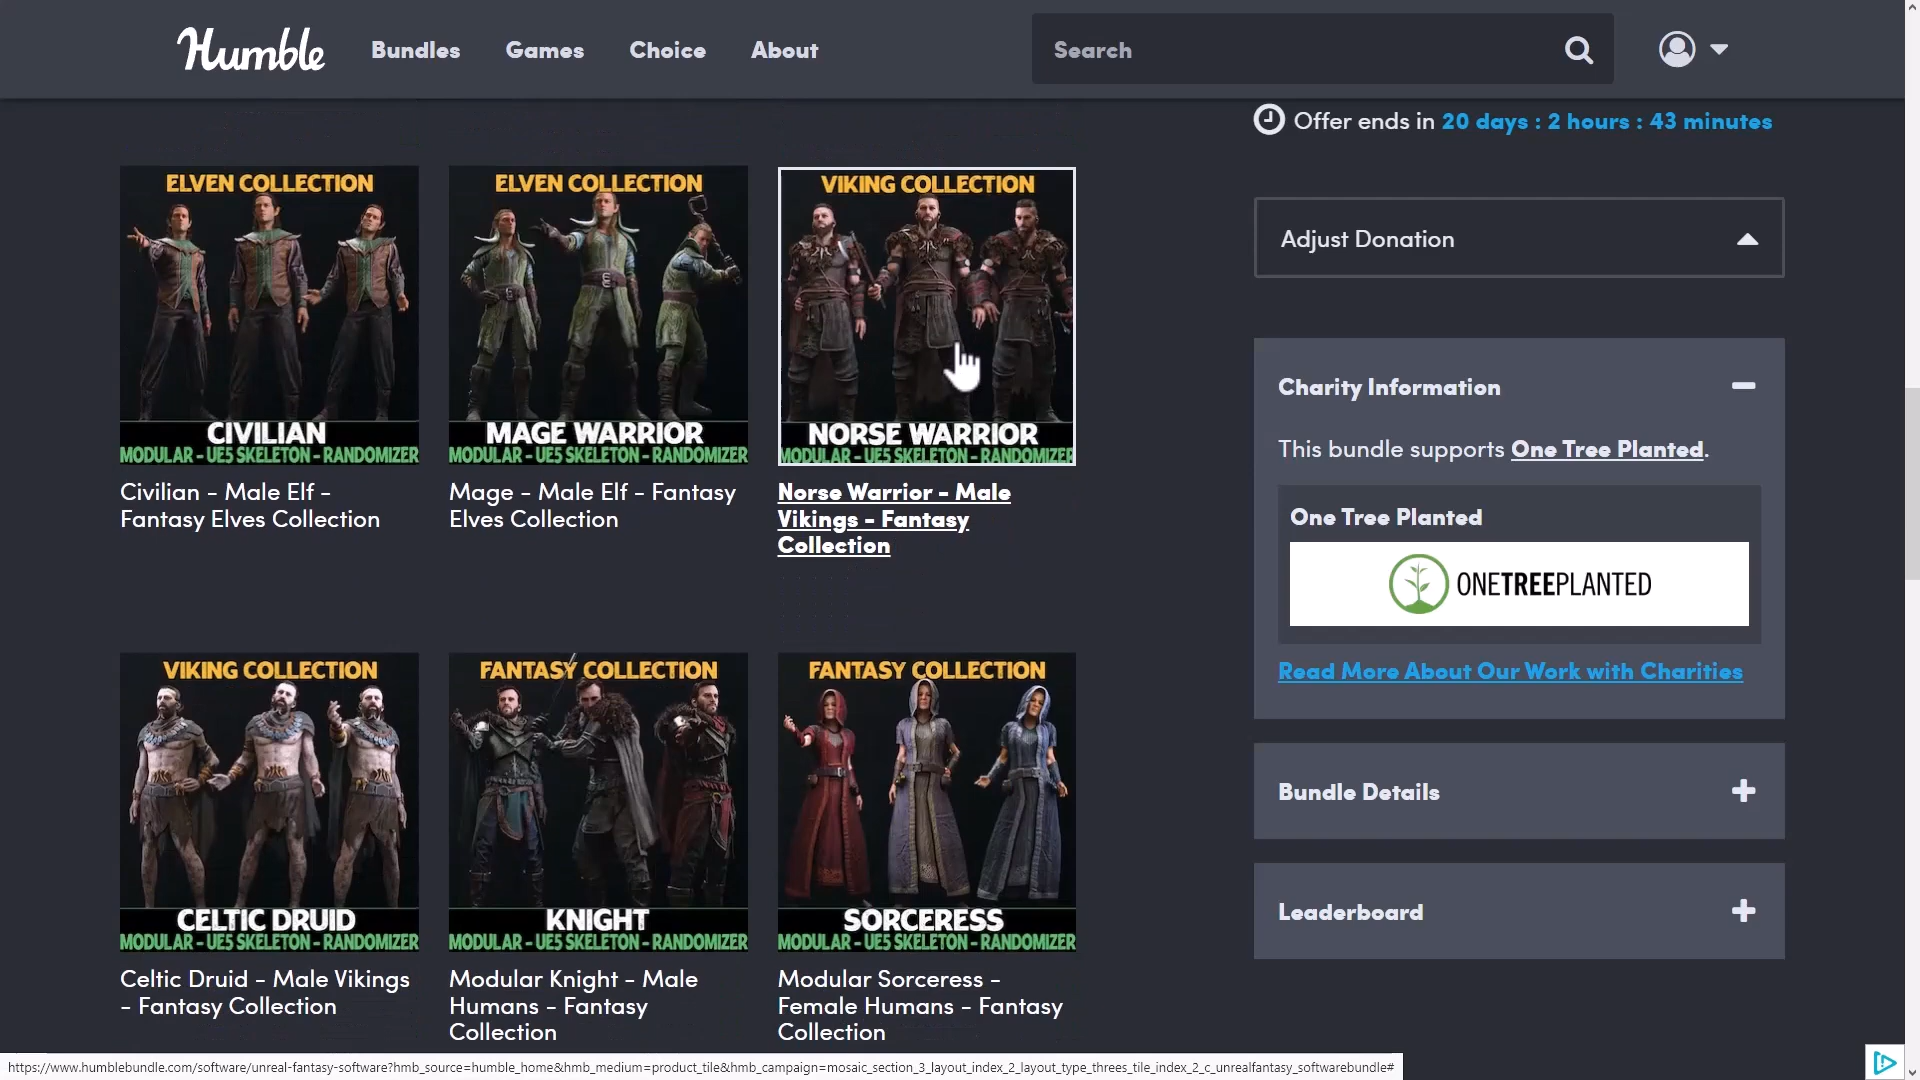 Humble
Bundles
Games
Choice
About
Search
Offer ends in 20 days : 2 hours : 43 minutes
ELVEN COLLECTION
CIVILIAN
MODULAR - UE5 SKELETON - RANDOMIZER
Civilian - Male Elf -
Fantasy Elves Collection
ELVEN COLLECTION
MAGE WARRIOR
MODULAR - UE5 SKELETON - RANDOMIZER
Mage - Male Elf - Fantasy
Elves Collection
VIKING COLLECTION
NORSE WARRIOR
MODULAR - UE5 SKELETON - RANDOMIZER
Norse Warrior - Male
Vikings - Fantasy
Collection
VIKING COLLECTION
CELTIC DRUID
MODULAR - UE5 SKELETON - RANDOMIZER
Celtic Druid - Male Vikings
- Fantasy Collection
FANTASY COLLECTION
KNIGHT
MODULAR - UE5 SKELETON - RANDOMIZER
Modular Knight - Male
Humans - Fantasy
Collection
FANTASY COLLECTION
SORCERESS
MODULAR - UE5 SKELETON - RANDOMIZER
Modular Sorceress -
Female Humans - Fantasy
Collection
Adjust Donation
Charity Information
This bundle supports One Tree Planted.
One Tree Planted
ONETREEPLANTED
Read More About Our Work with Charities
Bundle Details
Leaderboard
https://www.humblebundle.com/software/unreal-fantasy-software?hmb_source=humble_home&hmb_medium=product_tile&hmb_campaign=mosaic_section_3_layout_index_2_layout_type_threes_tile_index_2_c_unrealfantasy_softwarebundle#